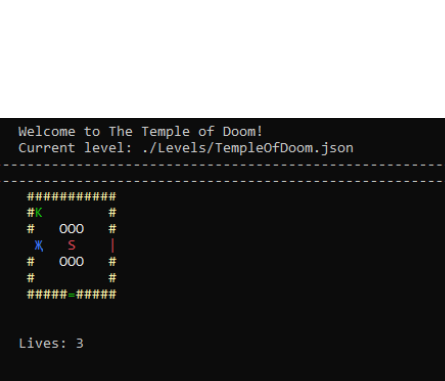 Welcome to The Temple of Doom!
Current level: ./Levels/TempleOfDoom.json
------------------------------------------------------
------------------------------------------------------
###########
#K        #
#   OOO   #
 Җ   S    |
#   OOO   #
#         #
#####=#####
Lives: 3